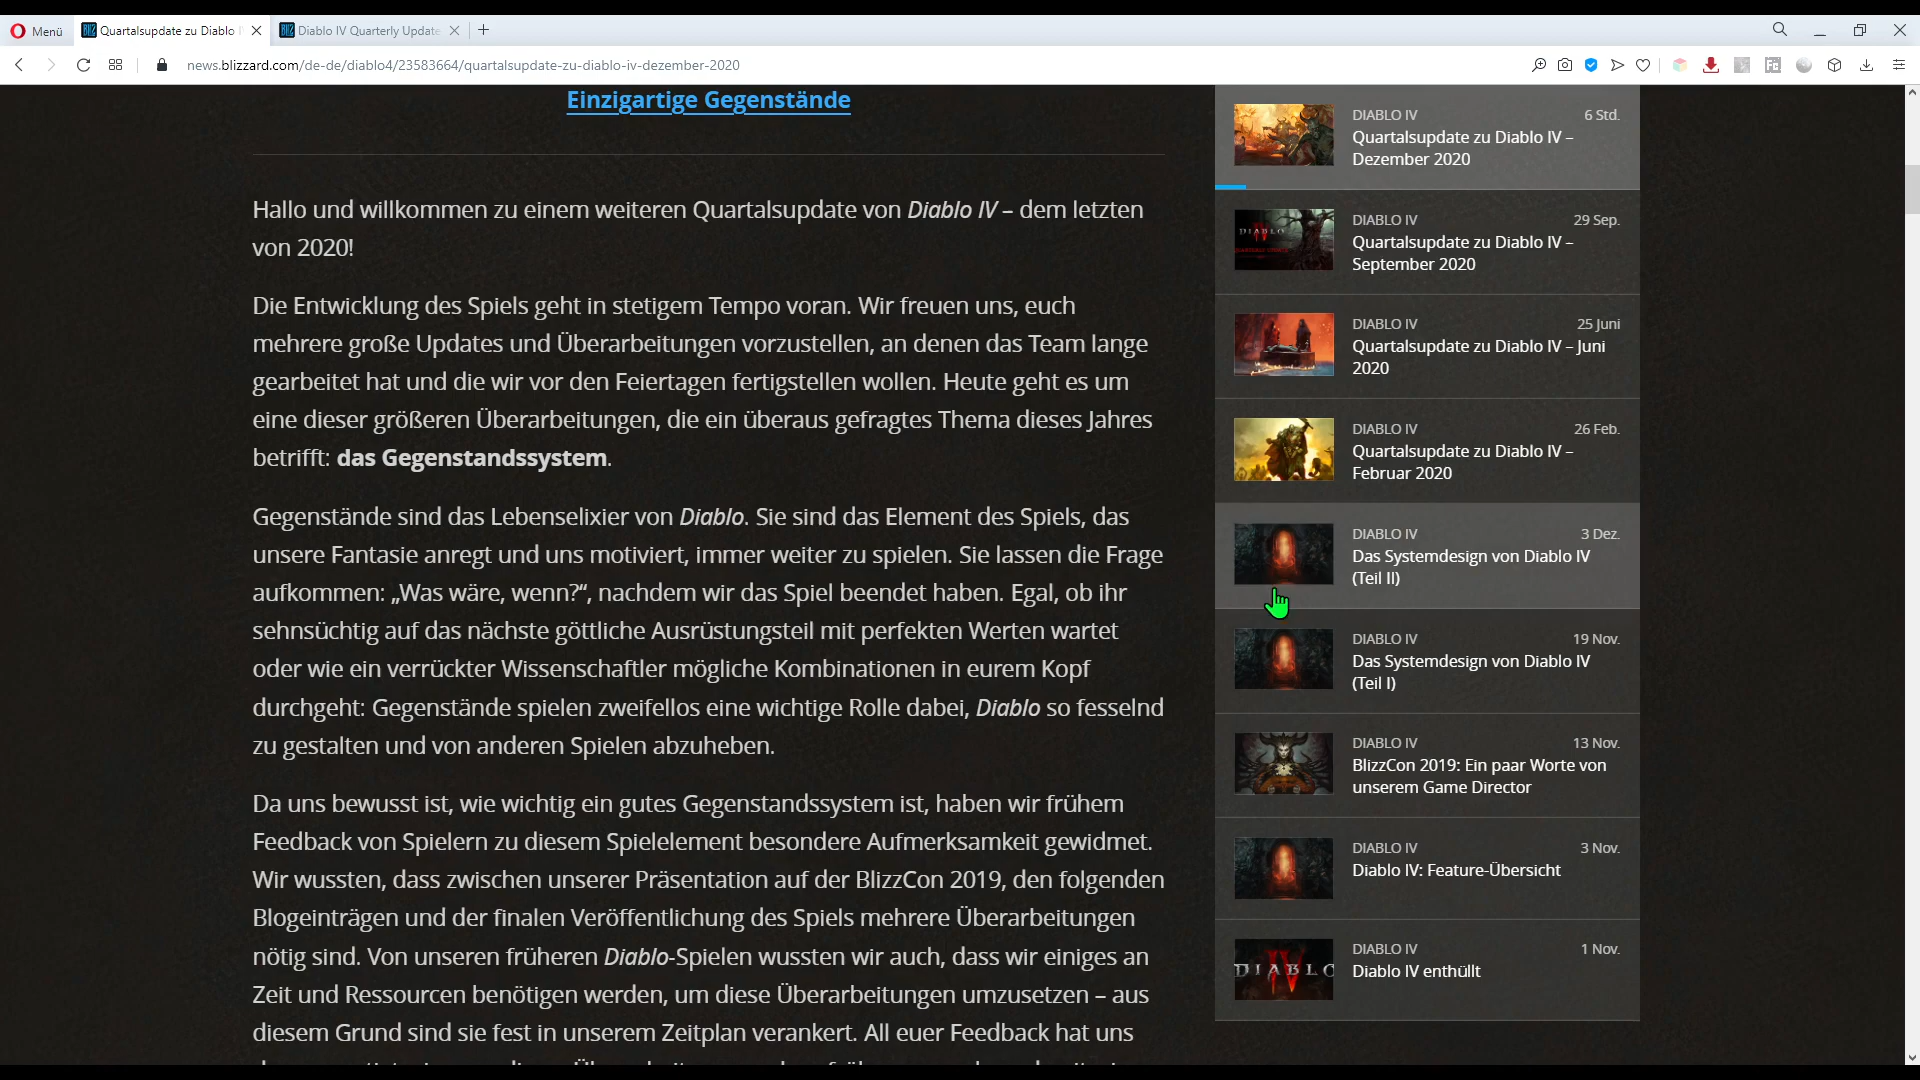 Menü
Quartalsupdate zu Diablo I
Diablo IV Quarterly Update
news.blizzard.com/de-de/diablo4/23583664/quartalsupdate-zu-diablo-iv-dezember-2020
Einzigartige Gegenstände
Hallo und willkommen zu einem weiteren Quartalsupdate von Diablo IV – dem letzten
von 2020!
Die Entwicklung des Spiels geht in stetigem Tempo voran. Wir freuen uns, euch
mehrere große Updates und Überarbeitungen vorzustellen, an denen das Team lange
gearbeitet hat und die wir vor den Feiertagen fertigstellen wollen. Heute geht es um
eine dieser größeren Überarbeitungen, die ein überaus gefragtes Thema dieses Jahres
betrifft: das Gegenstandssystem.
Gegenstände sind das Lebenselixier von Diablo. Sie sind das Element des Spiels, das
unsere Fantasie anregt und uns motiviert, immer weiter zu spielen. Sie lassen die Frage
aufkommen: „Was wäre, wenn?“, nachdem wir das Spiel beendet haben. Egal, ob ihr
sehnsüchtig auf das nächste göttliche Ausrüstungsteil mit perfekten Werten wartet
oder wie ein verrückter Wissenschaftler mögliche Kombinationen in eurem Kopf
durchgeht: Gegenstände spielen zweifellos eine wichtige Rolle dabei, Diablo so fesselnd
zu gestalten und von anderen Spielen abzuheben.
Da uns bewusst ist, wie wichtig ein gutes Gegenstandssystem ist, haben wir frühem
Feedback von Spielern zu diesem Spielelement besondere Aufmerksamkeit gewidmet.
Wir wussten, dass zwischen unserer Präsentation auf der BlizzCon 2019, den folgenden
Blogeinträgen und der finalen Veröffentlichung des Spiels mehrere Überarbeitungen
nötig sind. Von unseren früheren Diablo-Spielen wussten wir auch, dass wir einiges an
Zeit und Ressourcen benötigen werden, um diese Überarbeitungen umzusetzen – aus
diesem Grund sind sie fest in unserem Zeitplan verankert. All euer Feedback hat uns
DIABLO IV 6 Std.
Quartalsupdate zu Diablo IV –
Dezember 2020
DIABLO IV 29 Sep.
Quartalsupdate zu Diablo IV –
September 2020
DIABLO IV 25 Juni
Quartalsupdate zu Diablo IV – Juni
2020
DIABLO IV 26 Feb.
Quartalsupdate zu Diablo IV –
Februar 2020
DIABLO IV 3 Dez.
Das Systemdesign von Diablo IV
(Teil II)
DIABLO IV 19 Nov.
Das Systemdesign von Diablo IV
(Teil I)
DIABLO IV 13 Nov.
BlizzCon 2019: Ein paar Worte von
unserem Game Director
DIABLO IV 3 Nov.
Diablo IV: Feature-Übersicht
DIABLO IV 1 Nov.
Diablo IV enthüllt